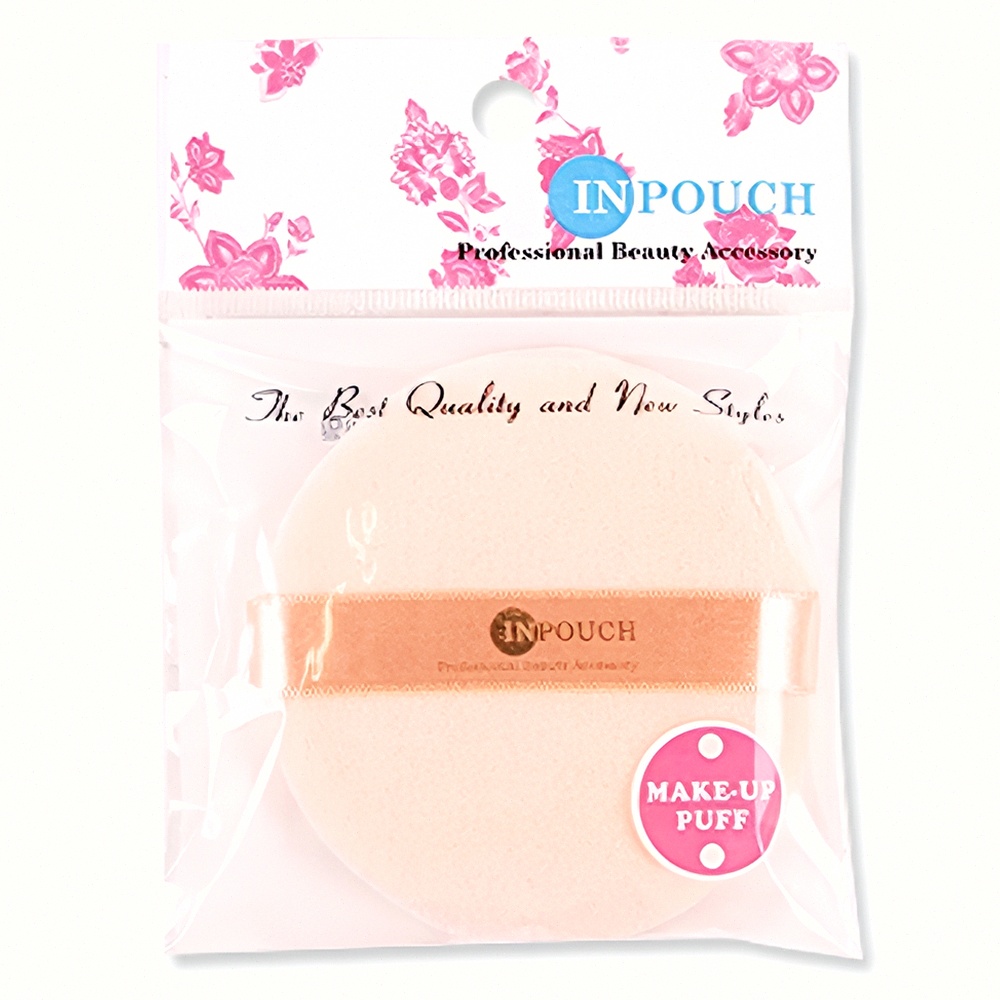 INPOUCH
Professional Beauty Accessory
The Best Quality and New Styles
INPOUCH
Professional Beauty Accessory
MAKE-UP
PUFF